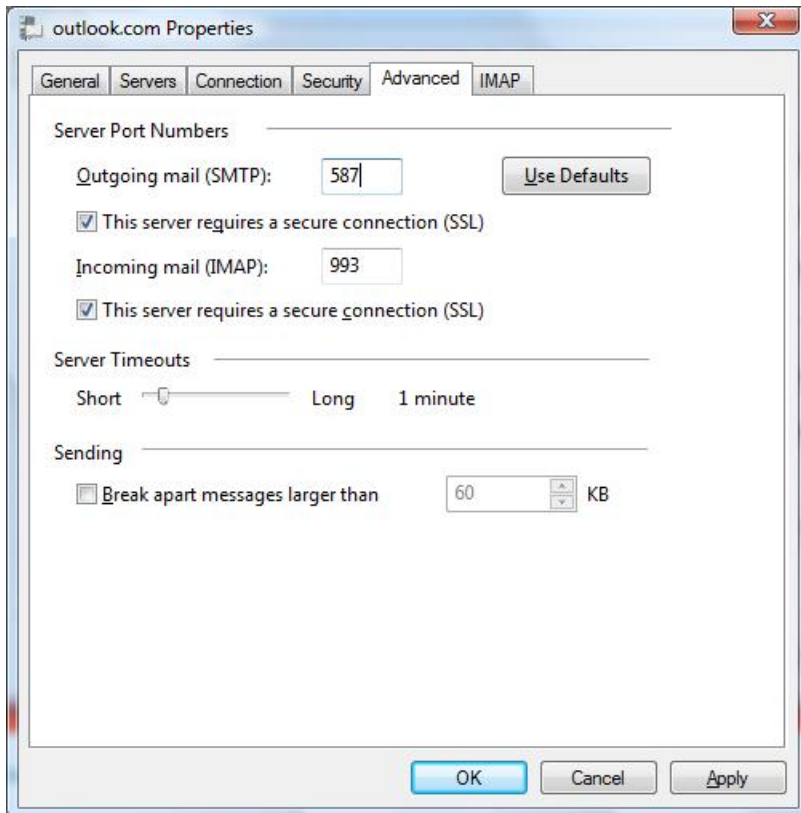 outlook.com Properties
General Servers Connection Security Advanced IMAP
Server Port Numbers
Outgoing mail (SMTP): 587 Use Defaults
This server requires a secure connection (SSL)
Incoming mail (IMAP): 993
This server requires a secure connection (SSL)
Server Timeouts
Short Long 1 minute
Sending
Break apart messages larger than 60 KB
OK Cancel Apply